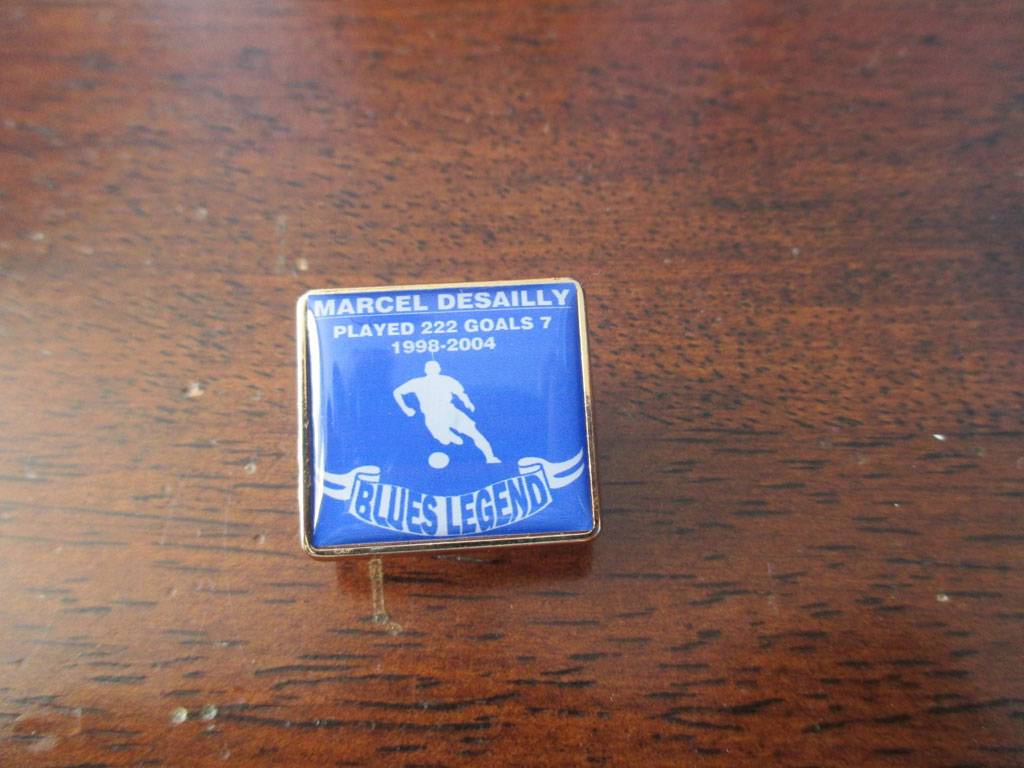 MARCEL DESAILLY
PLAYED 222 GOALS 7
1998-2004
BLUES LEGEND